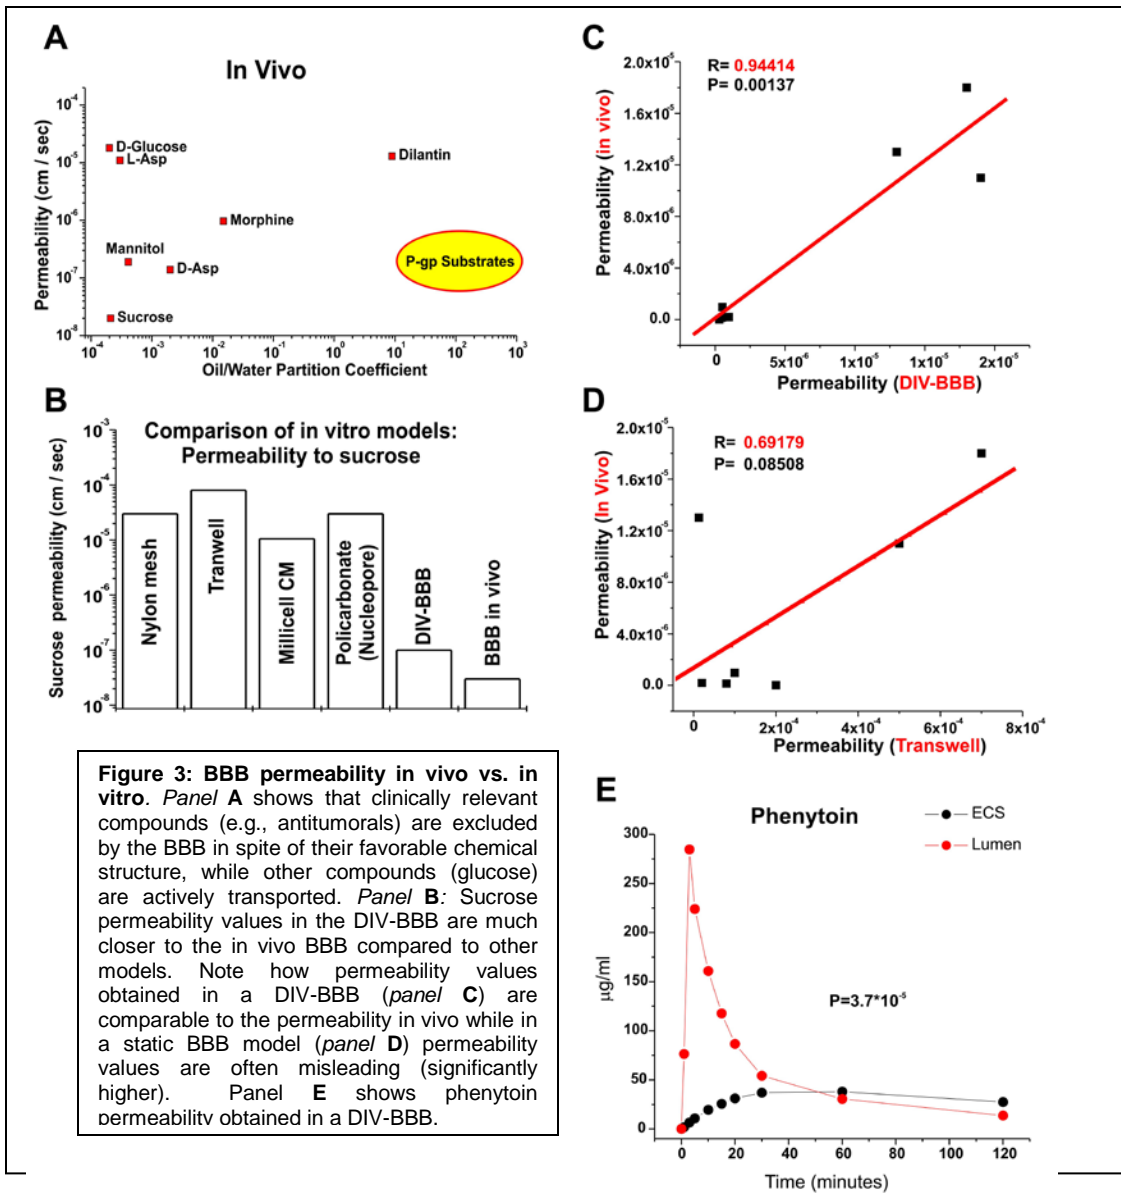 A
In Vivo
Permeability (cm / sec)
10⁻⁴
10⁻⁵
10⁻⁶
10⁻⁷
10⁻⁸
D-Glucose
L-Asp
Dilantin
Morphine
Mannitol
D-Asp
P-gp Substrates
Sucrose
10⁻⁴ 10⁻³ 10⁻² 10⁻¹ 10⁰ 10¹ 10² 10³
Oil/Water Partition Coefficient
B
Comparison of in vitro models:
Permeability to sucrose
Sucrose permeability (cm / sec)
10⁻³
10⁻⁴
10⁻⁵
10⁻⁶
10⁻⁷
10⁻⁸
Nylon mesh
Tranwell
Millicell CM
Policarbonate
(Nucleopore)
DIV-BBB
BBB in vivo
Figure 3: BBB permeability in vivo vs. in
vitro. Panel A shows that clinically relevant
compounds (e.g., antitumorals) are excluded
by the BBB in spite of their favorable chemical
structure, while other compounds (glucose)
are actively transported. Panel B: Sucrose
permeability values in the DIV-BBB are much
closer to the in vivo BBB compared to other
models. Note how permeability values
obtained in a DIV-BBB (panel C) are
comparable to the permeability in vivo while in
a static BBB model (panel D) permeability
values are often misleading (significantly
higher). Panel E shows phenytoin
permeability obtained in a DIV-BBB.
C
R= 0.94414
P= 0.00137
Permeability (in vivo)
2.0x10⁻⁵
1.6x10⁻⁵
1.2x10⁻⁵
8.0x10⁻⁶
4.0x10⁻⁶
0.0
0 5x10⁻⁶ 1x10⁻⁵ 1x10⁻⁵ 2x10⁻⁵
Permeability (DIV-BBB)
D
R= 0.69179
P= 0.08508
Permeability (In Vivo)
2.0x10⁻⁵
1.6x10⁻⁵
1.2x10⁻⁵
8.0x10⁻⁶
4.0x10⁻⁶
0.0
0 2x10⁻⁴ 4x10⁻⁴ 6x10⁻⁴ 8x10⁻⁴
Permeability (Transwell)
E
Phenytoin
ECS
Lumen
µg/ml
300
250
200
150
100
50
0
P=3.7*10⁻⁵
0 20 40 60 80 100 120
Time (minutes)